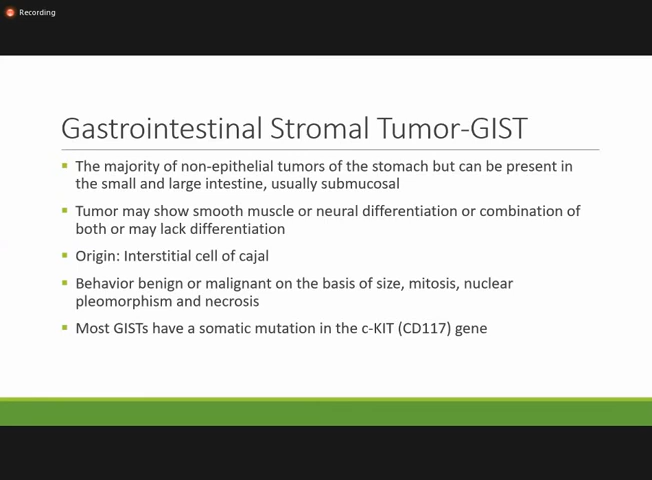 Recording
Gastrointestinal Stromal Tumor-GIST
The majority of non-epithelial tumors of the stomach but can be present in
the small and large intestine, usually submucosal
Tumor may show smooth muscle or neural differentiation or combination of
both or may lack differentiation
Origin: Interstitial cell of cajal
Behavior benign or malignant on the basis of size, mitosis, nuclear
pleomorphism and necrosis
Most GISTs have a somatic mutation in the c-KIT (CD117) gene